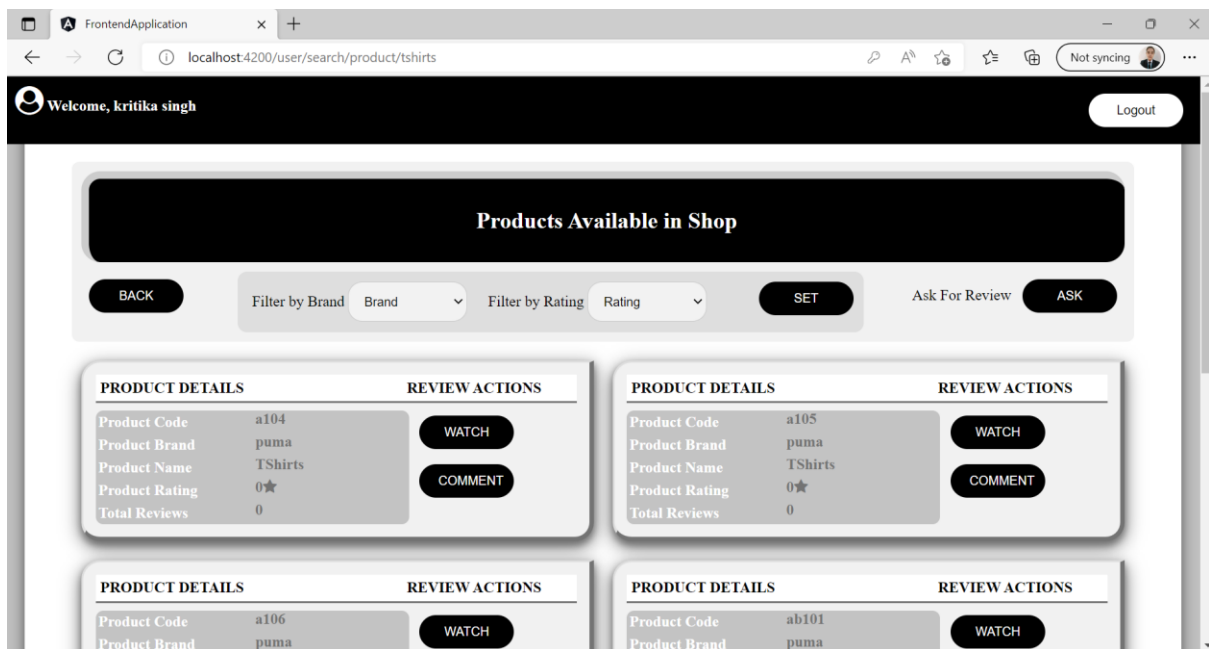 FrontendApplication
localhost:4200/user/search/product/tshirts
Not syncing
Welcome, kritika singh
Logout
Products Available in Shop
BACK
Filter by Brand Brand Filter by Rating Rating SET
Ask For Review ASK
PRODUCT DETAILS REVIEW ACTIONS
Product Code a104
Product Brand puma
Product Name TShirts
Product Rating 0★
Total Reviews 0
WATCH
COMMENT
PRODUCT DETAILS REVIEW ACTIONS
Product Code a105
Product Brand puma
Product Name TShirts
Product Rating 0★
Total Reviews 0
WATCH
COMMENT
PRODUCT DETAILS REVIEW ACTIONS
Product Code a106
Product Brand puma
WATCH
PRODUCT DETAILS REVIEW ACTIONS
Product Code ab101
Product Brand puma
WATCH